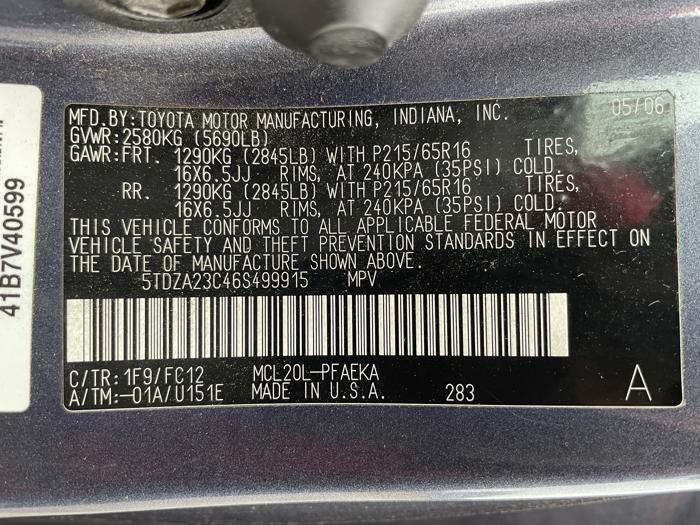 MFD.BY:TOYOTA MOTOR MANUFACTURING, INDIANA, INC. 05/06
GVWR:2580KG (5690LB)
GAWR:FRT. 1290KG (2845LB) WITH P215/65R16 TIRES,
16X6.5JJ RIMS, AT 240KPA (35PSI) COLD.
RR. 1290KG (2845LB) WITH P215/65R16 TIRES,
16X6.5JJ RIMS, AT 240KPA (35PSI) COLD.
THIS VEHICLE CONFORMS TO ALL APPLICABLE FEDERAL MOTOR
VEHICLE SAFETY AND THEFT PREVENTION STANDARDS IN EFFECT ON
THE DATE OF MANUFACTURE SHOWN ABOVE.
5TDZA23C46S499915 MPV
C/TR:1F9/FC12 MCL20L-PFAEKA
A/TM:-01A/U151E MADE IN U.S.A. 283 A
41B7V40599